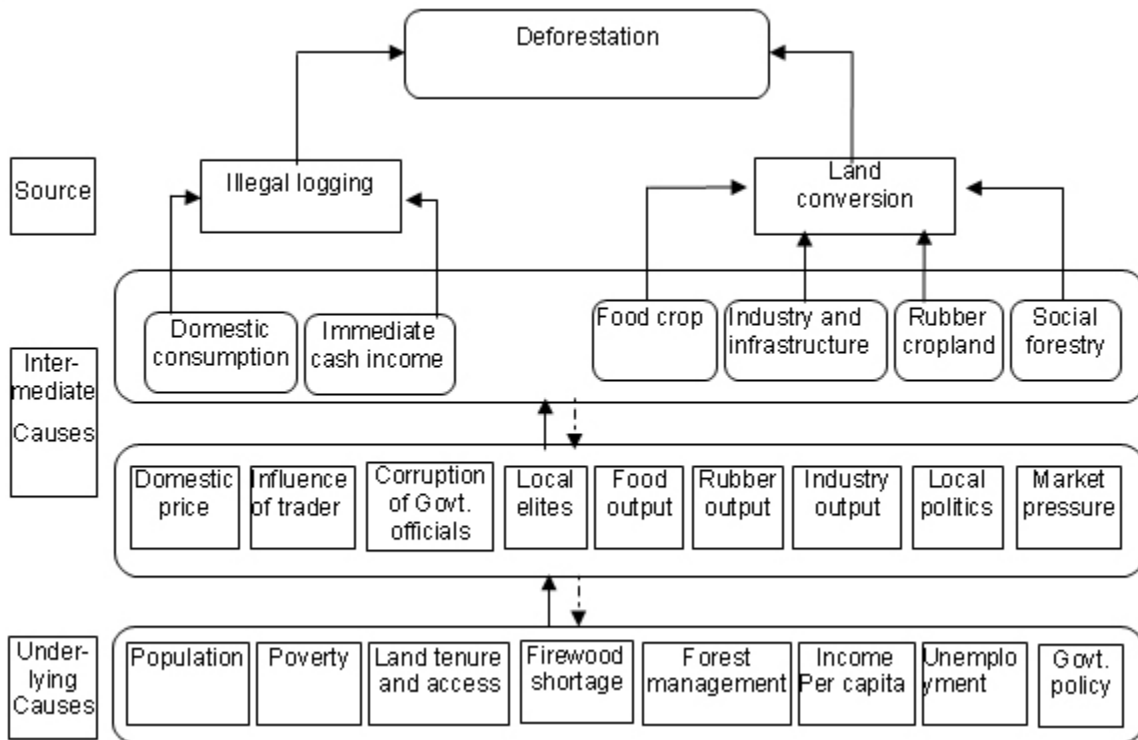 Deforestation
Source
Illegal logging
Land
conversion
Inter-
mediate
Causes
Domestic
consumption
Immediate
cash income
Food crop
Industry and
infrastructure
Rubber
cropland
Social
forestry
Domestic
price
Influence
of trader
Corruption
of Govt.
officials
Local
elites
Food
output
Rubber
output
Industry
output
Local
politics
Market
pressure
Under-
lying
Causes
Population
Poverty
Land tenure
and access
Firewood
shortage
Forest
management
Income
Per capita
Unemplo
yment
Govt.
policy